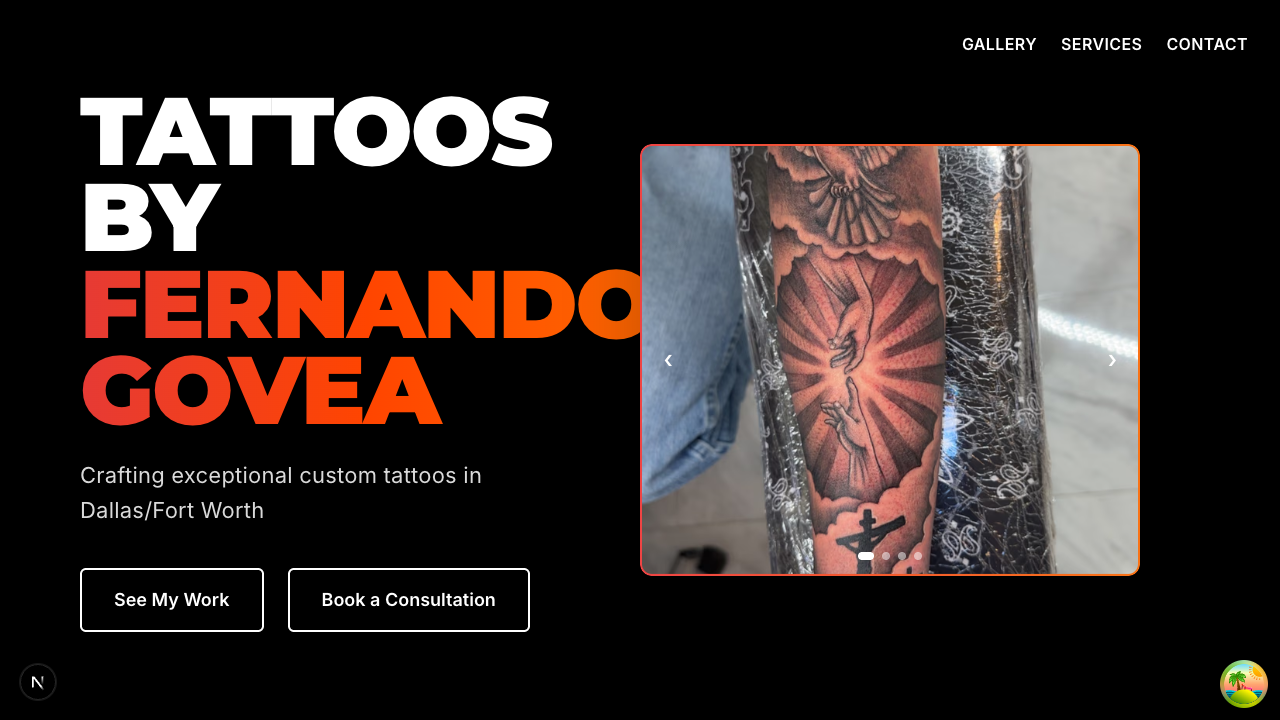 GALLERY SERVICES CONTACT
TATTOOS
BY
FERNANDO
GOVEA
Crafting exceptional custom tattoos in
Dallas/Fort Worth
See My Work Book a Consultation
N